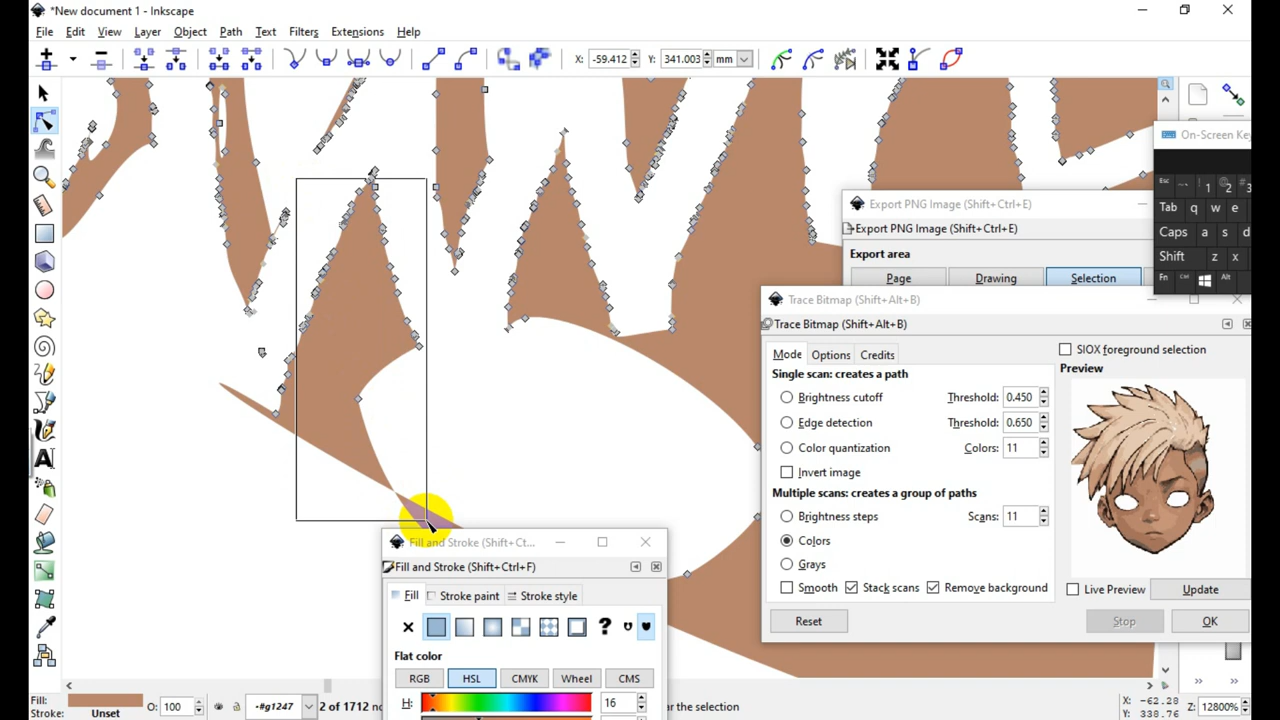 *New document 1 - Inkscape
File Edit View Layer Object Path Text Filters Extensions Help
X: -59.412 Y: 341.003 mm
On-Screen Key
Esc
1 2 3
Tab q w e
Caps a s d
Shift z x
Fn Ctrl Alt
Export PNG Image (Shift+Ctrl+E)
Export PNG Image (Shift+Ctrl+E)
Export area
Page Drawing Selection
Trace Bitmap (Shift+Alt+B)
Trace Bitmap (Shift+Alt+B)
Mode Options Credits
SIOX foreground selection
Single scan: creates a path
Preview
Brightness cutoff Threshold: 0.450
Edge detection Threshold: 0.650
Color quantization Colors: 11
Invert image
Multiple scans: creates a group of paths
Brightness steps Scans: 11
Colors
Grays
Smooth Stack scans Remove background
Live Preview Update
Reset Stop OK
Fill and Stroke (Shift+Ct...
Fill and Stroke (Shift+Ctrl+F)
Fill Stroke paint Stroke style
Flat color
RGB HSL CMYK Wheel CMS
H: 16
A
Fill:
Stroke: Unset
O: 100
#g1247
2 of 1712 no
ar the selection
X: -62.28
Y: 338.76
Z: 12800%